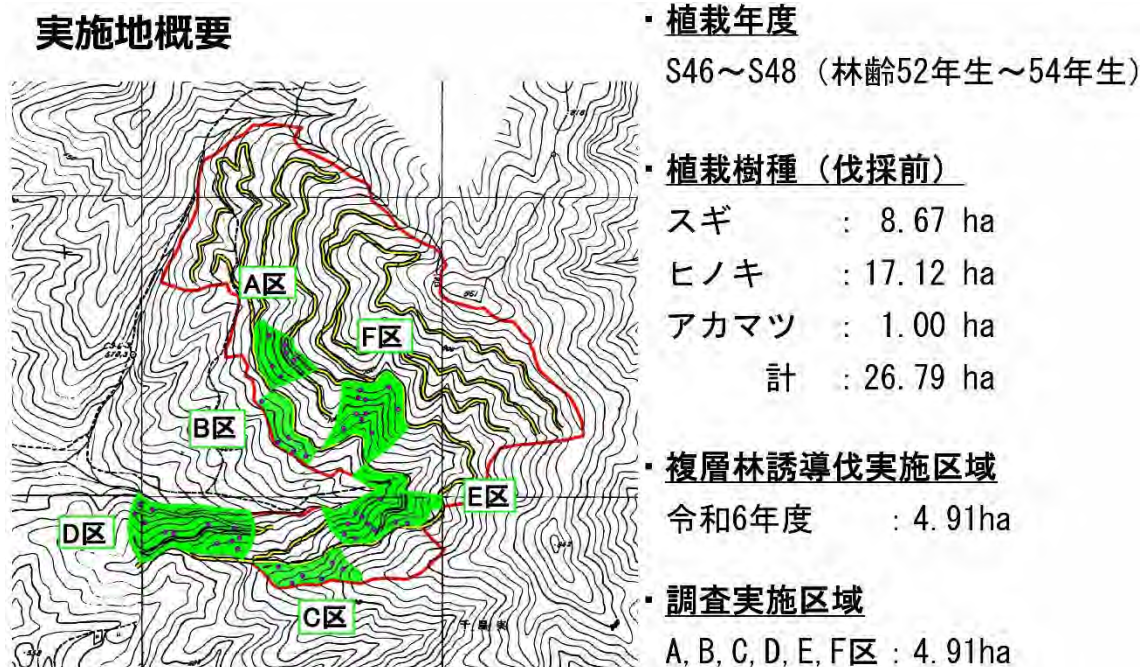 実施地概要
A区
F区
B区
E区
D区
C区
・植栽年度
S46～S48（林齢52年生～54年生）
・植栽樹種（伐採前）
スギ : 8.67 ha
ヒノキ : 17.12 ha
アカマツ : 1.00 ha
計 : 26.79 ha
・複層林誘導伐実施区域
令和6年度 : 4.91ha
・調査実施区域
A,B,C,D,E,F区 : 4.91ha